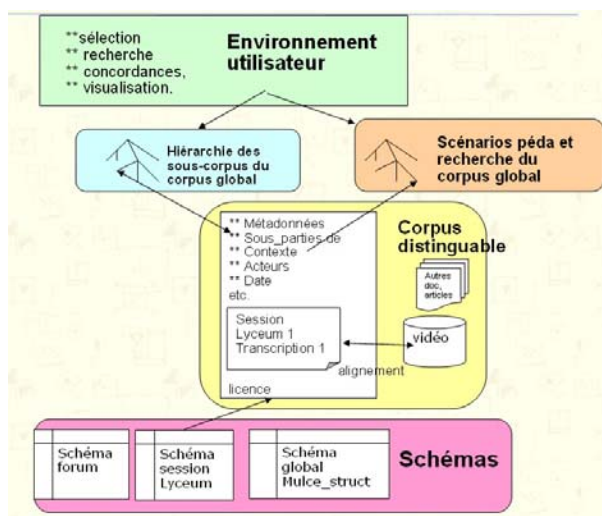 **sélection
** recherche
** concordances,
** visualisation.
Environnement
utilisateur
Hiérarchie des
sous-corpus du
corpus global
Scénarios péda et
recherche du
corpus global
** Métadonnées
** Sous_parties de
** Contexte
** Acteurs
** Date
etc.
Session
Lyceum 1
Transcription 1
licence
Corpus
distinguable
Autres
doc,
articles
vidéo
alignement
Schéma
forum
Schéma
session
Lyceum
Schéma
global
Mulce_struct
Schémas